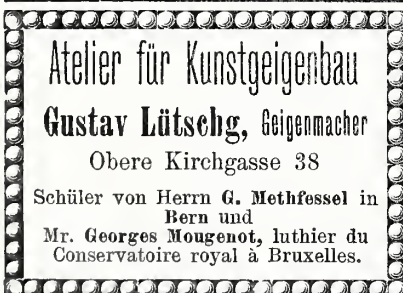 Atelier für Kunstgeigenbau
Gustav Lütschg, Geigenmacher
Obere Kirchgasse 38
Schüler von Herrn G. Methfessel in
Bern und
Mr. Georges Mougenot, luthier du
Conservatoire royal à Bruxelles.